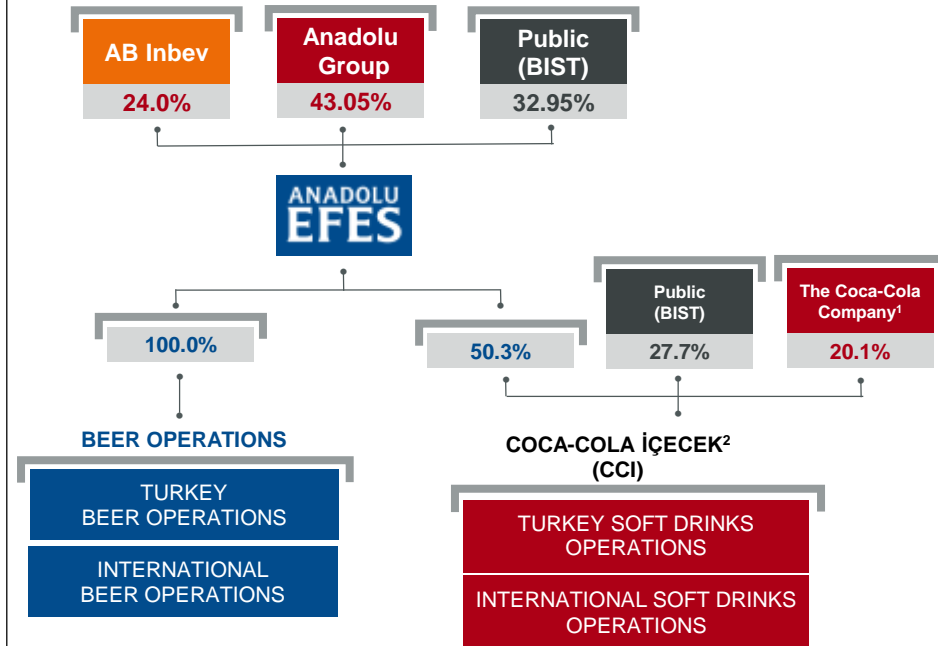 AB Inbev
24.0%
Anadolu
Group
43.05%
Public
(BIST)
32.95%
ANADOLU
EFES
100.0%
50.3%
Public
(BIST)
27.7%
The Coca-Cola
Company¹
20.1%
BEER OPERATIONS
TURKEY
BEER OPERATIONS
INTERNATIONAL
BEER OPERATIONS
COCA-COLA İÇECEK²
(CCI)
TURKEY SOFT DRINKS
OPERATIONS
INTERNATIONAL SOFT DRINKS
OPERATIONS